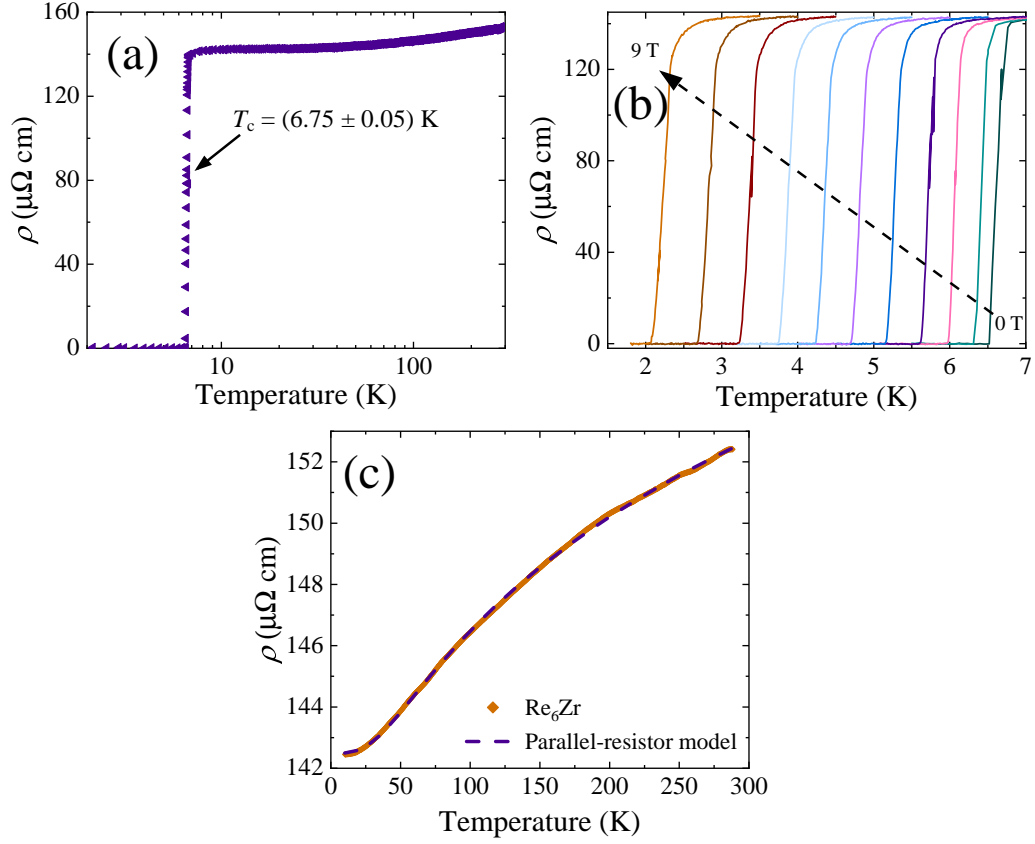 (a)
160
120
80
40
0
ρ (μΩ cm)
T_c = (6.75 ± 0.05) K
10
100
Temperature (K)
(b)
9 T
0 T
120
80
40
0
ρ (μΩ cm)
2 3 4 5 6 7
Temperature (K)
(c)
152
150
148
146
144
142
ρ (μΩ cm)
Re₆Zr
Parallel-resistor model
0 50 100 150 200 250 300
Temperature (K)